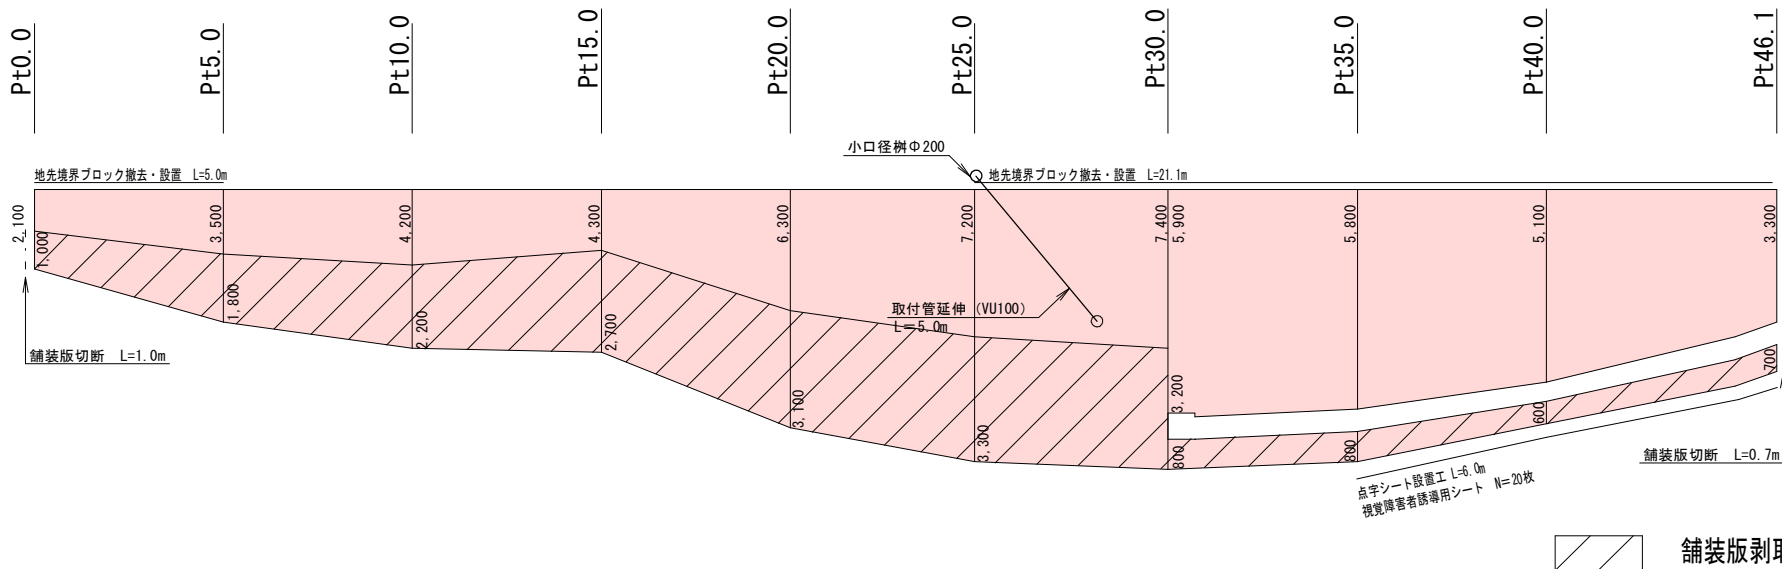 Pt0.0
Pt5.0
Pt10.0
Pt15.0
Pt20.0
Pt25.0
Pt30.0
Pt35.0
Pt40.0
Pt46.1
小口径桝Φ200
地先境界ブロック撤去・設置 L=5.0m
地先境界ブロック撤去・設置 L=21.1m
2,100
1,000
3,500
1,800
4,200
2,200
4,300
2,700
6,300
3,100
7,200
3,300
7,400
5,900
3,200
800
5,800
800
5,100
600
3,300
700
取付管延伸 (VU100)
L=5.0m
舗装版切断 L=1.0m
舗装版切断 L=0.7m
点字シート設置工 L=6.0m
視覚障害者誘導用シート N=20枚
舗装版剥